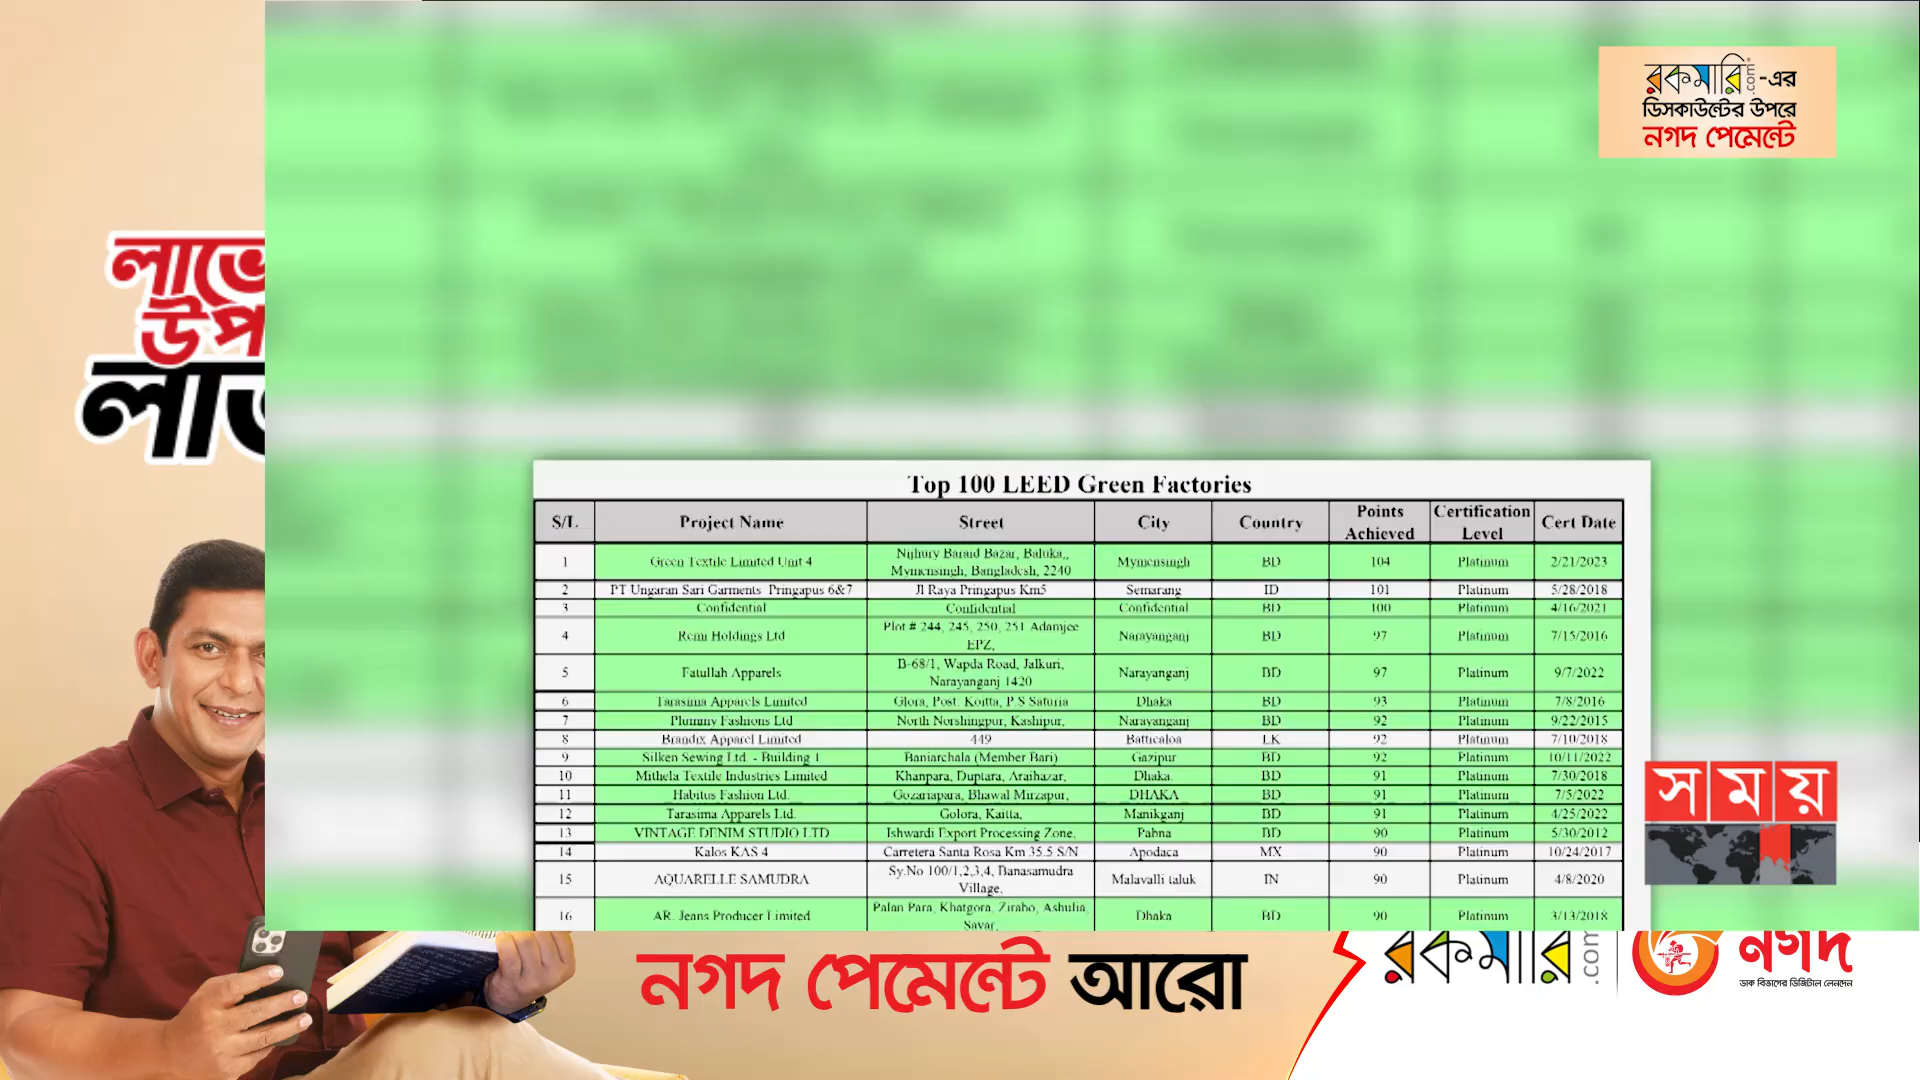 রকমারি.com -এর
ডিসকাউন্টের উপরে
নগদ পেমেন্টে
লাভে
উপ
Top 100 LEED Green Factories
S/L Project Name Street City Country Points Achieved Certification Level Cert Date
1 Green Textile Limited Unit 4 Nijhury Baraid Bazar, Baluka,, Mymensingh, Bangladesh, 2240 Mymensingh BD 104 Platinum 2/21/2023
2 PT Ungaran Sari Garments Pringapus 6&7 Jl Raya Pringapus Km5 Semarang ID 101 Platinum 5/28/2018
3 Confidential Confidential Confidential BD 100 Platinum 4/16/2021
4 Remi Holdings Ltd Plot # 244, 245, 250, 251 Adamjee EPZ, Narayanganj BD 97 Platinum 7/15/2016
5 Fatullah Apparels B-68/1, Wapda Road, Jalkuri, Narayanganj 1420 Narayanganj BD 97 Platinum 9/7/2022
6 Tarasima Apparels Limited Glora, Post: Koitta, P.S Saturia Dhaka BD 93 Platinum 7/8/2016
7 Plummy Fashions Ltd North Norshingpur, Kashipur, Narayanganj BD 92 Platinum 9/22/2015
8 Brandix Apparel Limited 449 Batticaloa LK 92 Platinum 7/10/2018
9 Silken Sewing Ltd. - Building 1 Baniarchala (Member Bari) Gazipur BD 92 Platinum 10/11/2022
10 Mithela Textile Industries Limited Khanpara, Duptara, Araihazar, Dhaka. BD 91 Platinum 7/30/2018
11 Habitus Fashion Ltd. Gozariapara, Bhawal Mirzapur, DHAKA BD 91 Platinum 7/5/2022
12 Tarasima Apparels Ltd. Golora, Kaitta, Manikganj BD 91 Platinum 4/25/2022
13 VINTAGE DENIM STUDIO LTD Ishwardi Export Processing Zone, Pabna BD 90 Platinum 5/30/2012
14 Kalos KAS 4 Carretera Santa Rosa Km 35.5 S/N Apodaca MX 90 Platinum 10/24/2017
15 AQUARELLE SAMUDRA Sy.No 100/1,2,3,4, Banasamudra Village, Malavalli taluk IN 90 Platinum 4/8/2020
16 AR. Jeans Producer Limited Palan Para, Khatgora, Zirabo, Ashulia, Savar, Dhaka BD 90 Platinum 3/13/2018
সময়
নগদ পেমেন্টে আরো
রকমারি.com
নগদ
ডাক বিভাগের ডিজিটাল লেনদেন